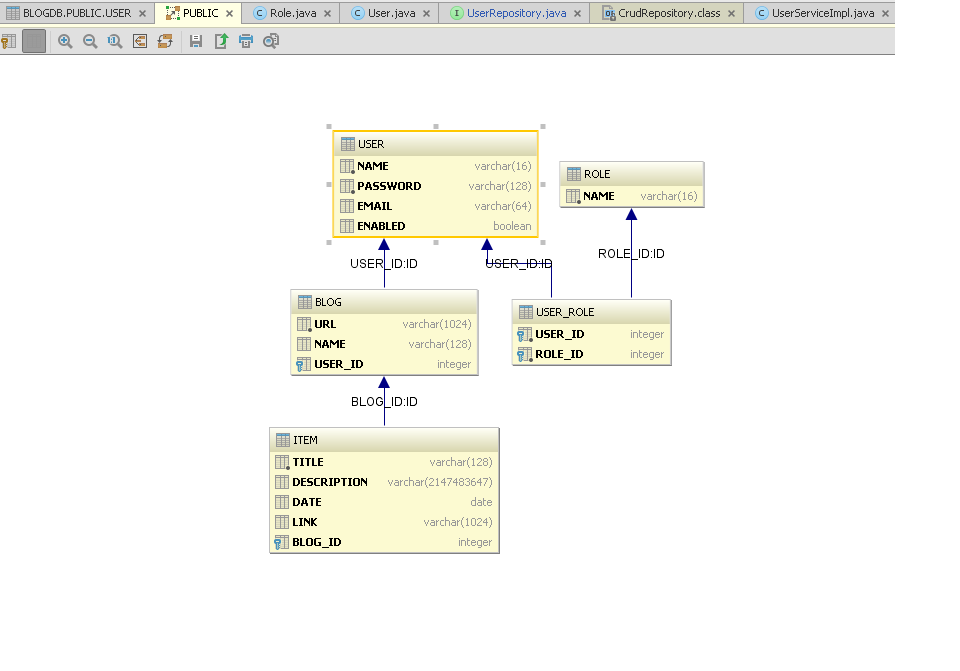 BLOGDB.PUBLIC.USER PUBLIC Role.java User.java UserRepository.java CrudRepository.class UserServiceImpl.java
USER
NAME varchar(16)
PASSWORD varchar(128)
EMAIL varchar(64)
ENABLED boolean
ROLE
NAME varchar(16)
USER_ID:ID
USER_ID:ID
ROLE_ID:ID
BLOG
URL varchar(1024)
NAME varchar(128)
USER_ID integer
USER_ROLE
USER_ID integer
ROLE_ID integer
BLOG_ID:ID
ITEM
TITLE varchar(128)
DESCRIPTION varchar(2147483647)
DATE date
LINK varchar(1024)
BLOG_ID integer